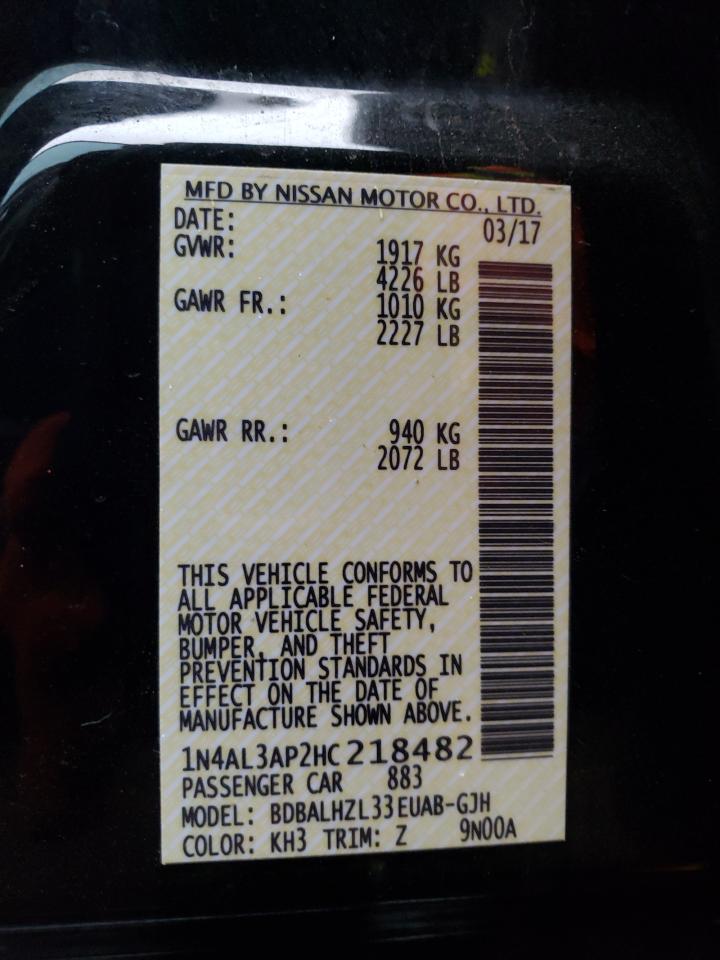 MFD BY NISSAN MOTOR CO., LTD.
DATE: 03/17
GVWR: 1917 KG
4226 LB
GAWR FR.: 1010 KG
2227 LB
GAWR RR.: 940 KG
2072 LB
THIS VEHICLE CONFORMS TO
ALL APPLICABLE FEDERAL
MOTOR VEHICLE SAFETY,
BUMPER, AND THEFT
PREVENTION STANDARDS IN
EFFECT ON THE DATE OF
MANUFACTURE SHOWN ABOVE.
1N4AL3AP2HC218482
PASSENGER CAR 883
MODEL: BDBALHZL33EUAB-GJH
COLOR: KH3 TRIM: Z 9N00A